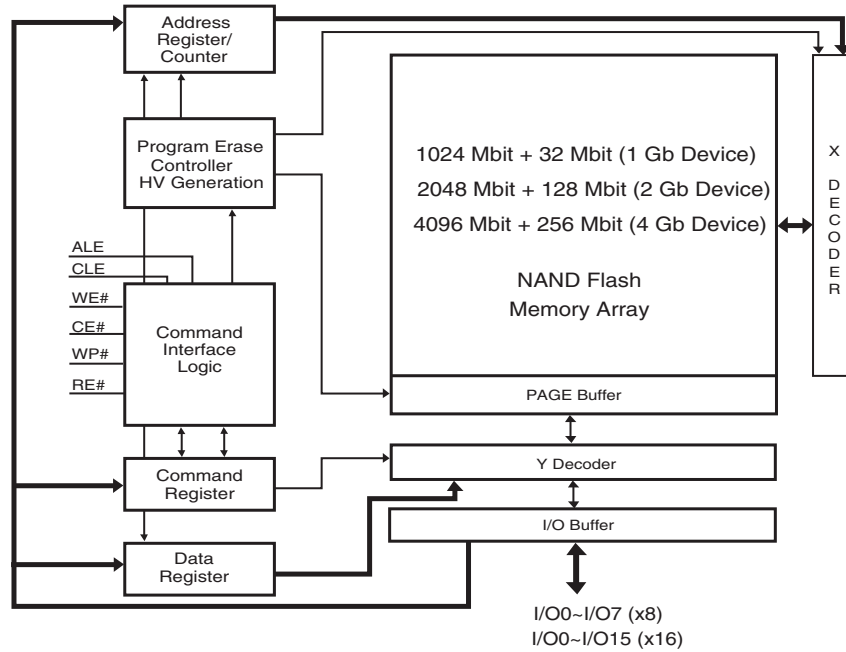 Address
Register/
Counter
Program Erase
Controller
HV Generation
ALE
CLE
WE#
CE#
WP#
RE#
Command
Interface
Logic
Command
Register
Data
Register
1024 Mbit + 32 Mbit (1 Gb Device)
2048 Mbit + 128 Mbit (2 Gb Device)
4096 Mbit + 256 Mbit (4 Gb Device)
NAND Flash
Memory Array
PAGE Buffer
Y Decoder
I/O Buffer
I/O0~I/O7 (x8)
I/O0~I/O15 (x16)
X
D
E
C
O
D
E
R